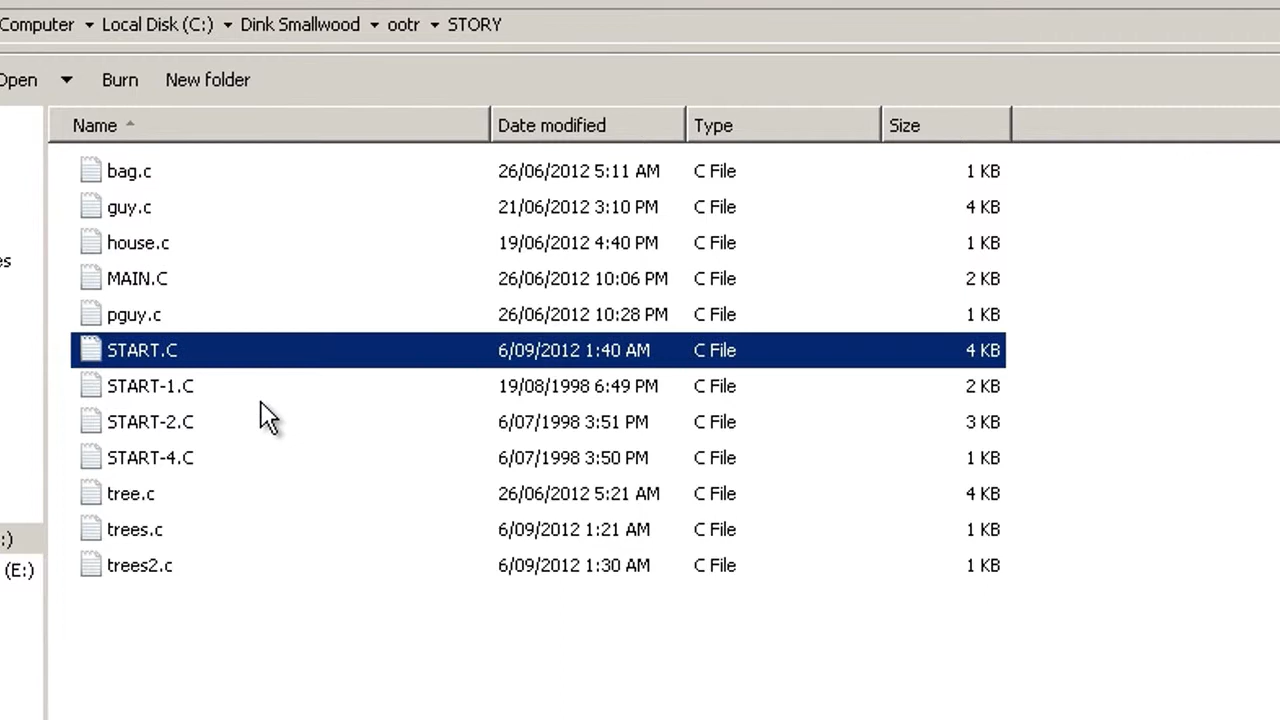 Computer Local Disk (C:) Dink Smallwood ootr STORY
Open Burn New folder
Name Date modified Type Size
bag.c 26/06/2012 5:11 AM C File 1 KB
guy.c 21/06/2012 3:10 PM C File 4 KB
house.c 19/06/2012 4:40 PM C File 1 KB
es
MAIN.C 26/06/2012 10:06 PM C File 2 KB
pguy.c 26/06/2012 10:28 PM C File 1 KB
START.C 6/09/2012 1:40 AM C File 4 KB
START-1.C 19/08/1998 6:49 PM C File 2 KB
START-2.C 6/07/1998 3:51 PM C File 3 KB
START-4.C 6/07/1998 3:50 PM C File 1 KB
tree.c 26/06/2012 5:21 AM C File 4 KB
:) trees.c 6/09/2012 1:21 AM C File 1 KB
(E:) trees2.c 6/09/2012 1:30 AM C File 1 KB